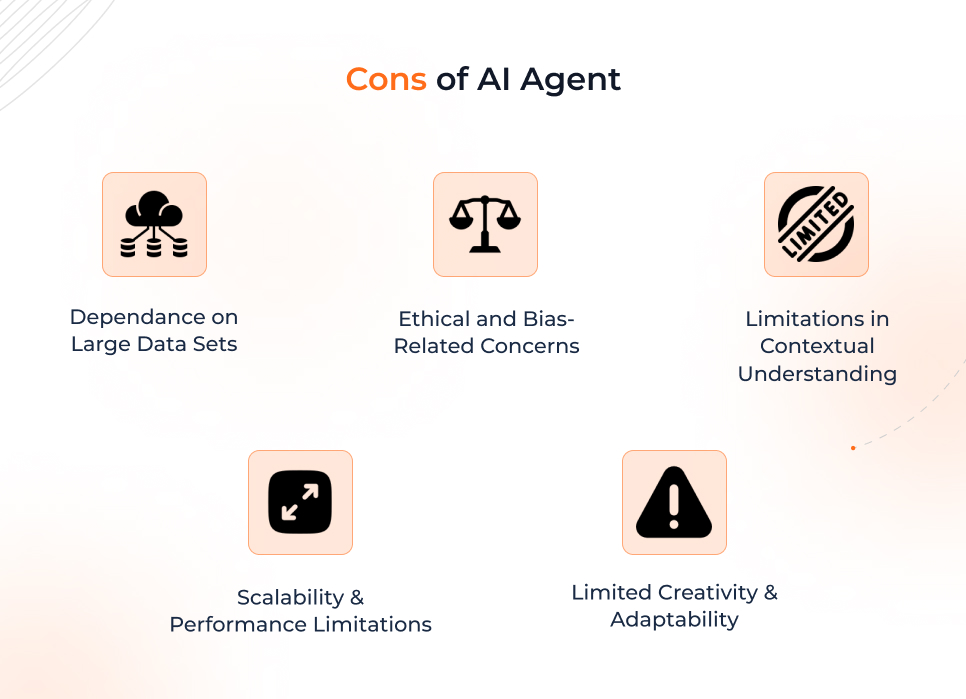 Cons of AI Agent
LIMITED
Dependance on
Large Data Sets
Ethical and Bias-
Related Concerns
Limitations in
Contextual
Understanding
Scalability &
Performance Limitations
Limited Creativity &
Adaptability